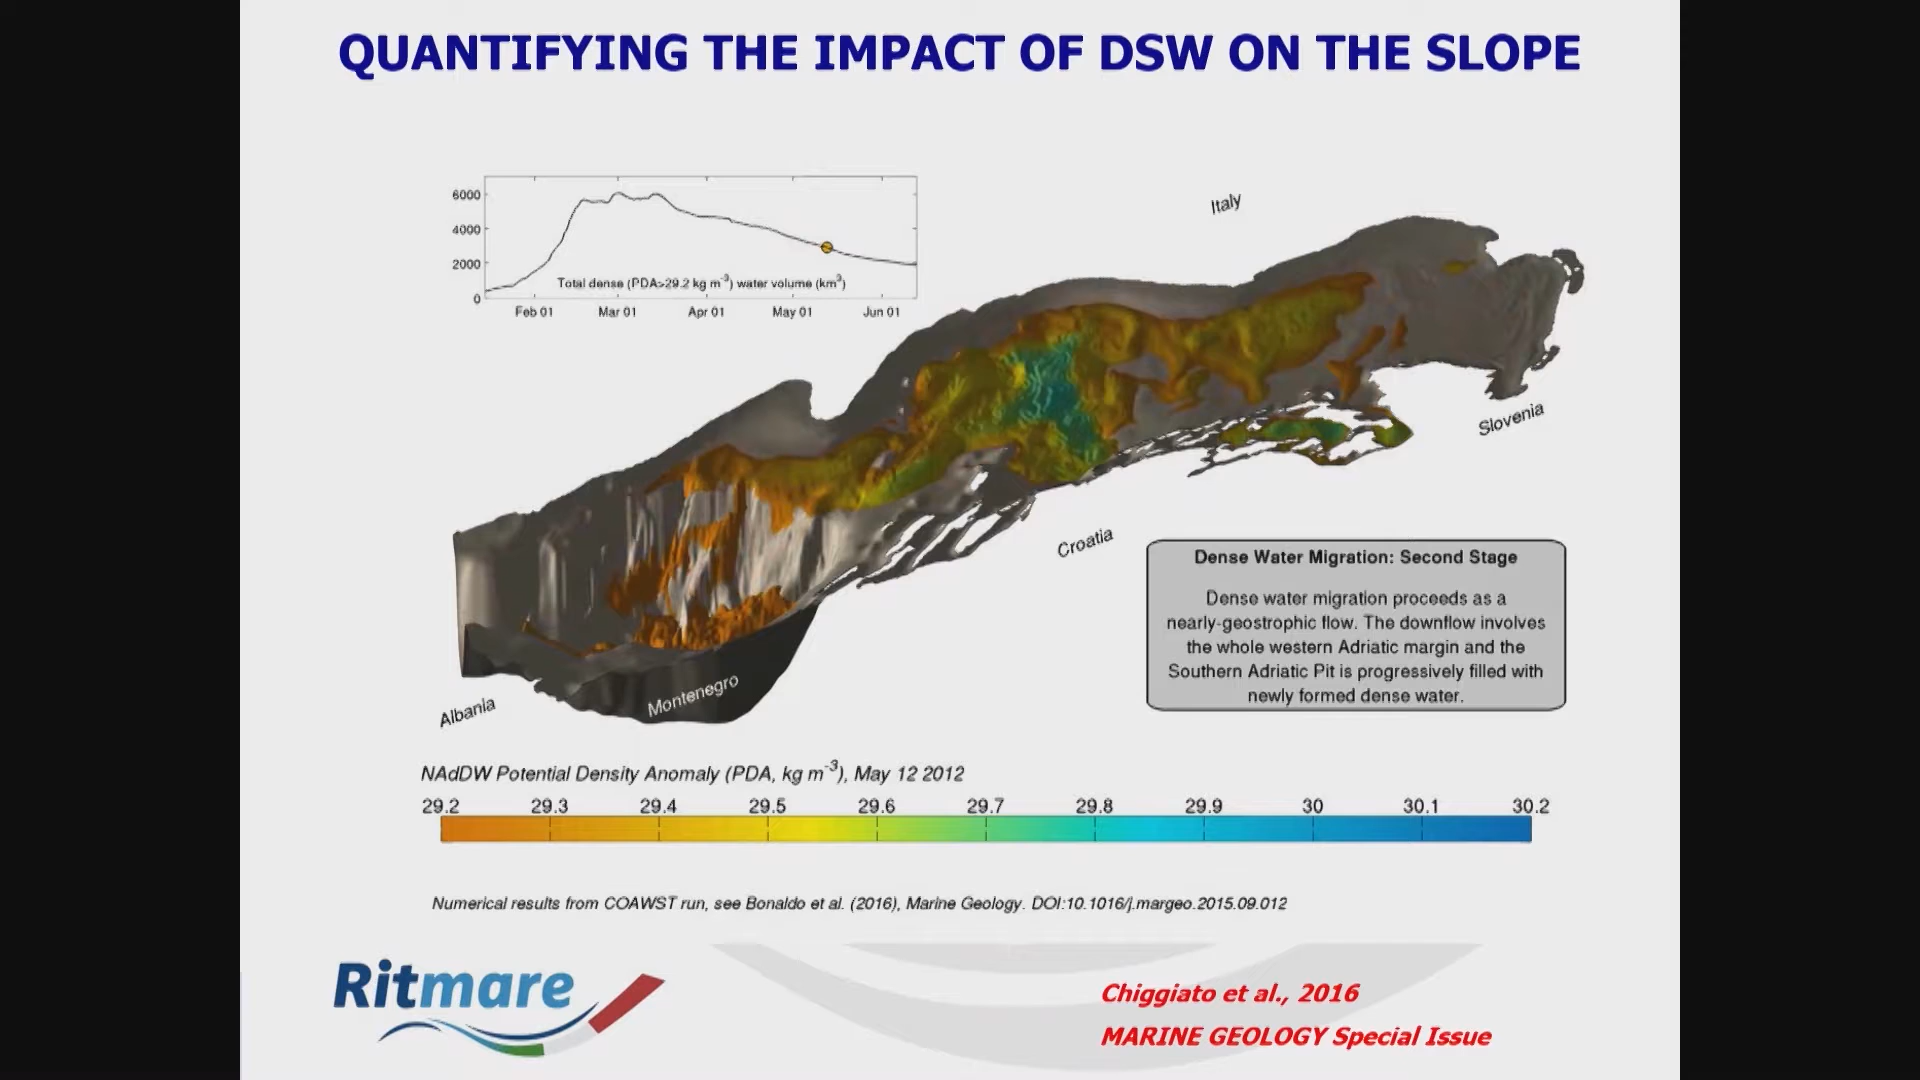 QUANTIFYING THE IMPACT OF DSW ON THE SLOPE
6000
4000
2000
0
Total dense (PDA>29.2 kg m⁻³) water volume (km³)
Feb 01 Mar 01 Apr 01 May 01 Jun 01
Italy
Slovenia
Croatia
Montenegro
Albania
Dense Water Migration: Second Stage
Dense water migration proceeds as a
nearly-geostrophic flow. The downflow involves
the whole western Adriatic margin and the
Southern Adriatic Pit is progressively filled with
newly formed dense water.
NAdDW Potential Density Anomaly (PDA, kg m⁻³), May 12 2012
29.2 29.3 29.4 29.5 29.6 29.7 29.8 29.9 30 30.1 30.2
Numerical results from COAWST run, see Bonaldo et al. (2016), Marine Geology. DOI:10.1016/j.margeo.2015.09.012
Ritmare
Chiggiato et al., 2016
MARINE GEOLOGY Special Issue